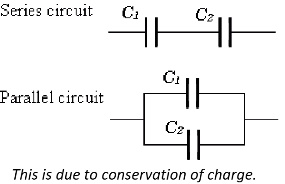 Series circuit
C1 C2
C1
Parallel circuit
C2
This is due to conservation of charge.